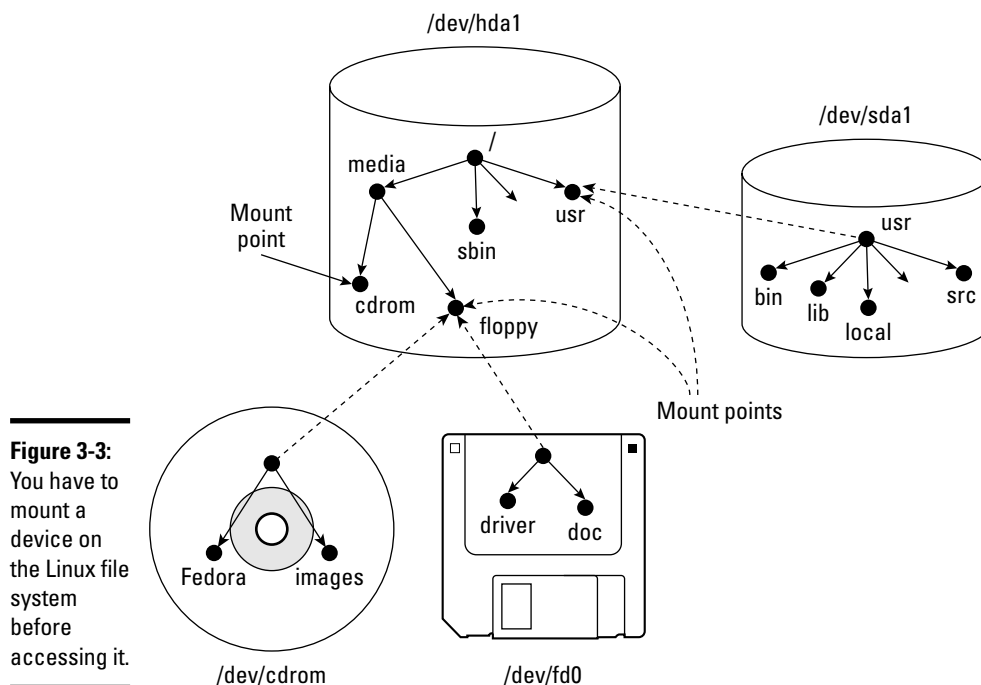 /dev/hda1
/dev/sda1
/
media
usr
usr
Mount
point
sbin
bin
lib
src
cdrom
local
floppy
Mount points
Figure 3-3:
You have to
mount a
device on
the Linux file
system
before
accessing it.
driver
doc
Fedora
images
/dev/cdrom
/dev/fd0